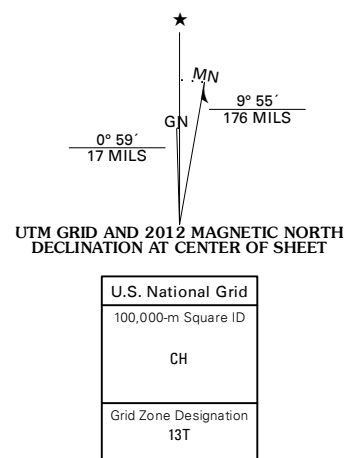 MN
9° 55´
176 MILS
GN
0° 59´
17 MILS
UTM GRID AND 2012 MAGNETIC NORTH
DECLINATION AT CENTER OF SHEET
U.S. National Grid
100,000-m Square ID
CH
Grid Zone Designation
13T